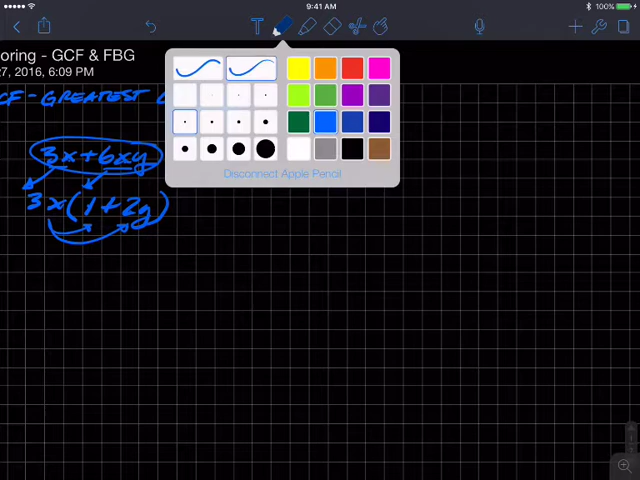 9:41 AM
100%
oring - GCF & FBG
27, 2016, 6:09 PM
CF - GREATEST C
3x+6xy
3x(1+2y)
Disconnect Apple Pencil